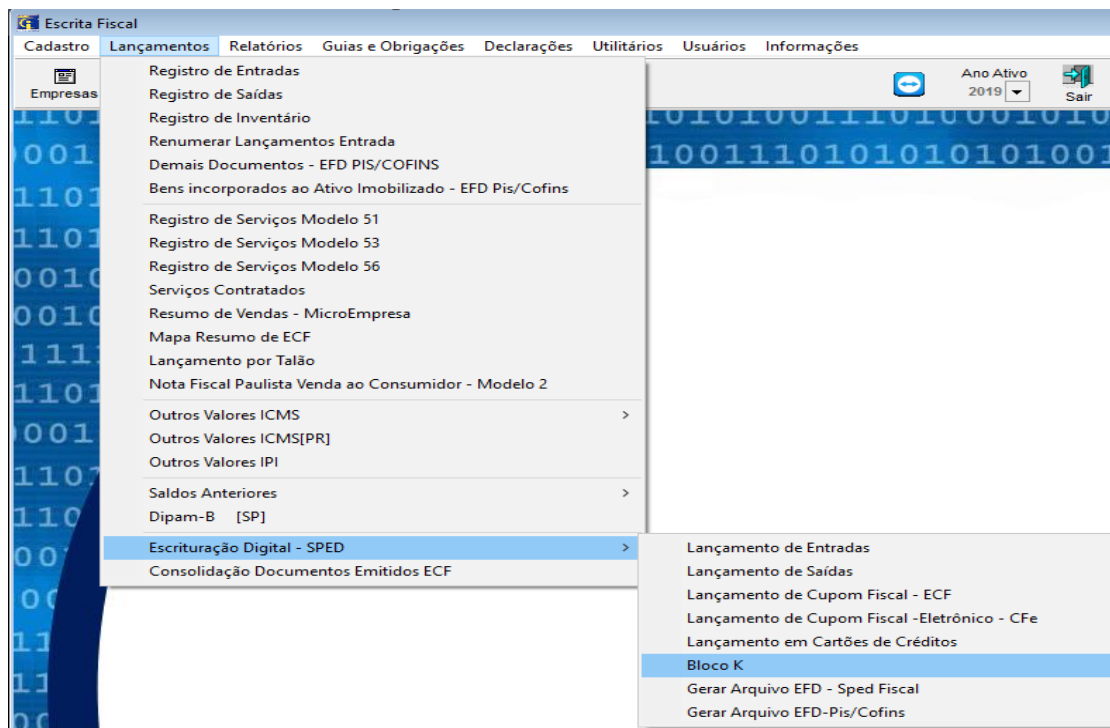 Escrita Fiscal
Cadastro Lançamentos Relatórios Guias e Obrigações Declarações Utilitários Usuários Informações
Empresas
Ano Ativo
2019
Sair
Registro de Entradas
Registro de Saídas
Registro de Inventário
Renumerar Lançamentos Entrada
Demais Documentos - EFD PIS/COFINS
Bens incorporados ao Ativo Imobilizado - EFD Pis/Cofins
Registro de Serviços Modelo 51
Registro de Serviços Modelo 53
Registro de Serviços Modelo 56
Serviços Contratados
Resumo de Vendas - MicroEmpresa
Mapa Resumo de ECF
Lançamento por Talão
Nota Fiscal Paulista Venda ao Consumidor - Modelo 2
Outros Valores ICMS >
Outros Valores ICMS[PR]
Outros Valores IPI
Saldos Anteriores >
Dipam-B [SP]
Escrituração Digital - SPED >
Consolidação Documentos Emitidos ECF
Lançamento de Entradas
Lançamento de Saídas
Lançamento de Cupom Fiscal - ECF
Lançamento de Cupom Fiscal -Eletrônico - CFe
Lançamento em Cartões de Créditos
Bloco K
Gerar Arquivo EFD - Sped Fiscal
Gerar Arquivo EFD-Pis/Cofins